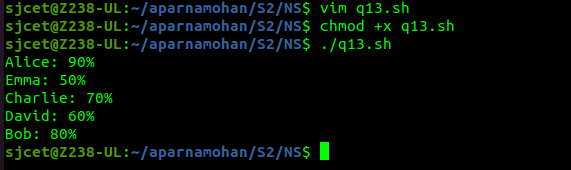 sjcet@Z238-UL:~/aparnamohan/S2/NS$ vim q13.sh
sjcet@Z238-UL:~/aparnamohan/S2/NS$ chmod +x q13.sh
sjcet@Z238-UL:~/aparnamohan/S2/NS$ ./q13.sh
Alice: 90%
Emma: 50%
Charlie: 70%
David: 60%
Bob: 80%
sjcet@Z238-UL:~/aparnamohan/S2/NS$